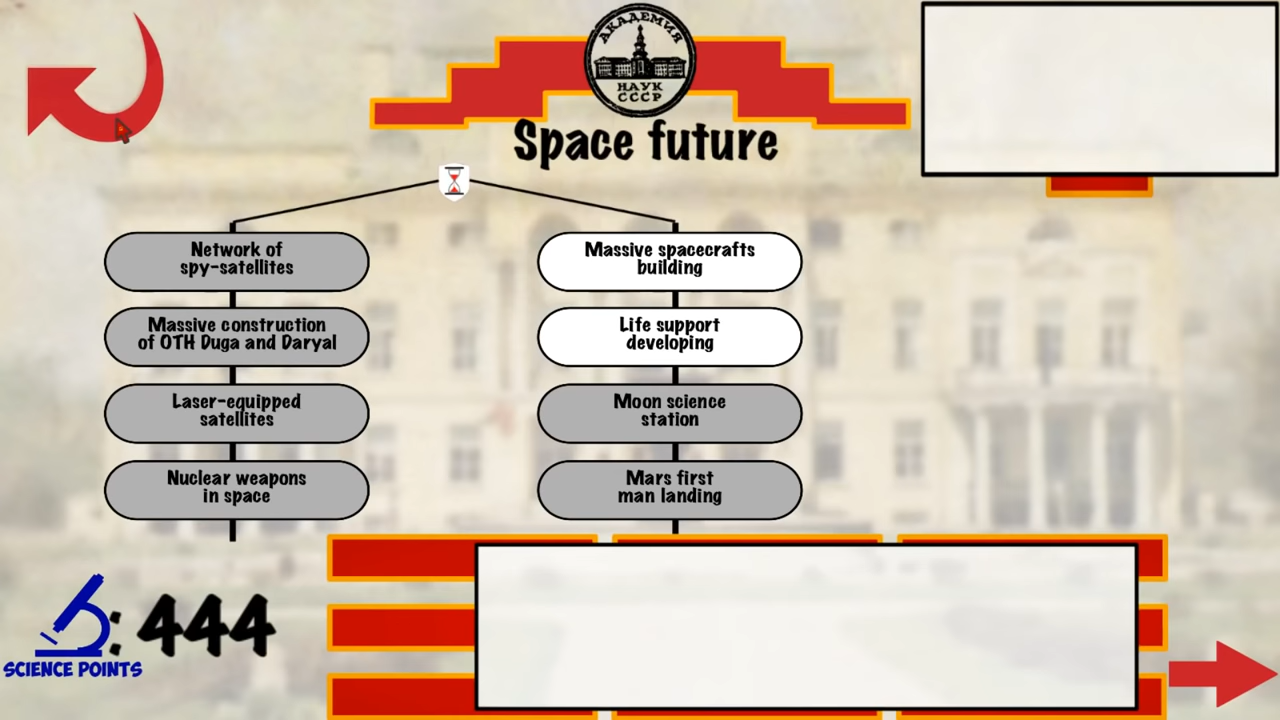 АКАДЕМИЯ
НАУК
СССР
Space future
Network of
spy-satellites
Massive construction
of OTH Duga and Daryal
Laser-equipped
satellites
Nuclear weapons
in space
Massive spacecrafts
building
Life support
developing
Moon science
station
Mars first
man landing
: 444
SCIENCE POINTS